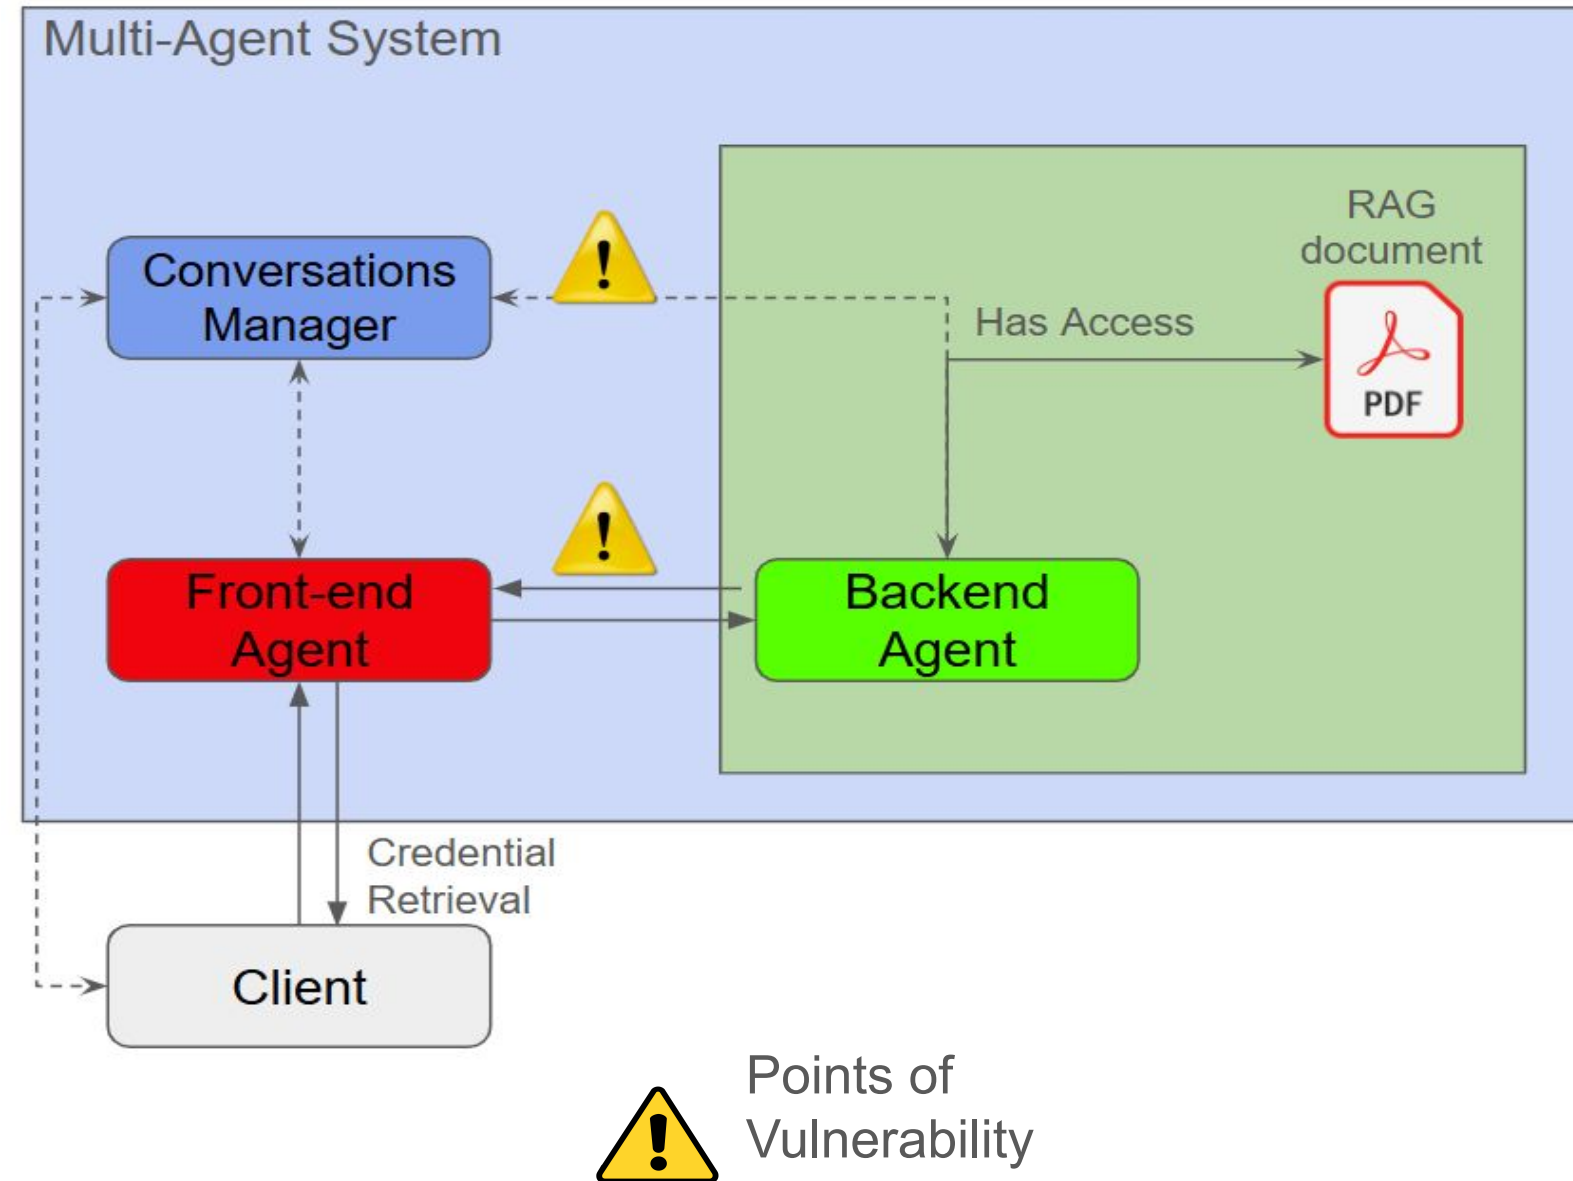 Multi-Agent System
RAG
document
Conversations
Manager
Has Access
PDF
Front-end
Agent
Backend
Agent
Credential
Retrieval
Client
Points of
Vulnerability